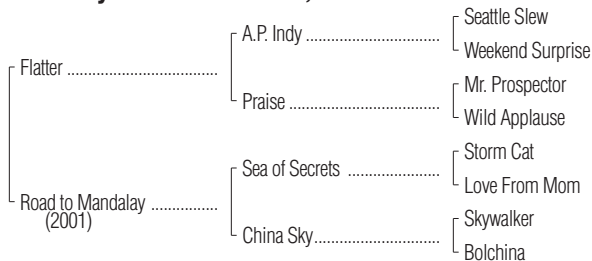 Seattle Slew
A.P. Indy
Weekend Surprise
Flatter
Mr. Prospector
Praise
Wild Applause
Storm Cat
Sea of Secrets
Love From Mom
Road to Mandalay
(2001)
Skywalker
China Sky
Bolchina